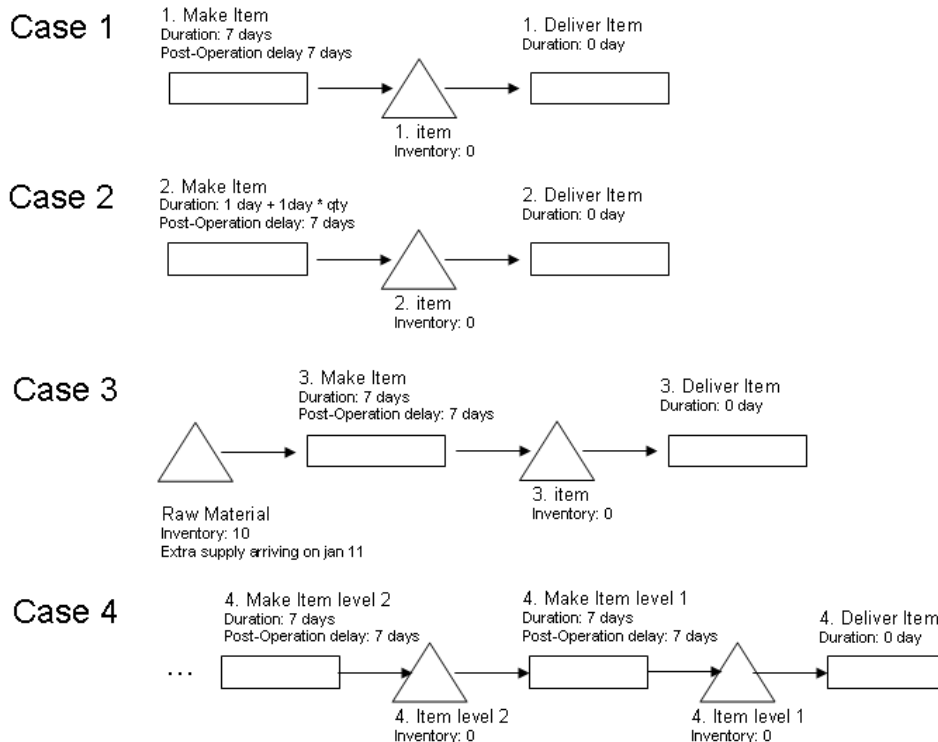 Case 1
1. Make Item
Duration: 7 days
Post-Operation delay 7 days
1. Deliver Item
Duration: 0 day
1. item
Inventory: 0
Case 2
2. Make Item
Duration: 1 day + 1day * qty
Post-Operation delay: 7 days
2. Deliver Item
Duration: 0 day
2. item
Inventory: 0
Case 3
3. Make Item
Duration: 7 days
Post-Operation delay: 7 days
3. Deliver Item
Duration: 0 day
3. item
Inventory: 0
Raw Material
Inventory: 10
Extra supply arriving on jan 11
Case 4
4. Make Item level 2
Duration: 7 days
Post-Operation delay: 7 days
4. Make Item level 1
Duration: 7 days
Post-Operation delay: 7 days
4. Deliver Item
Duration: 0 day
...
4. Item level 2
Inventory: 0
4. Item level 1
Inventory: 0